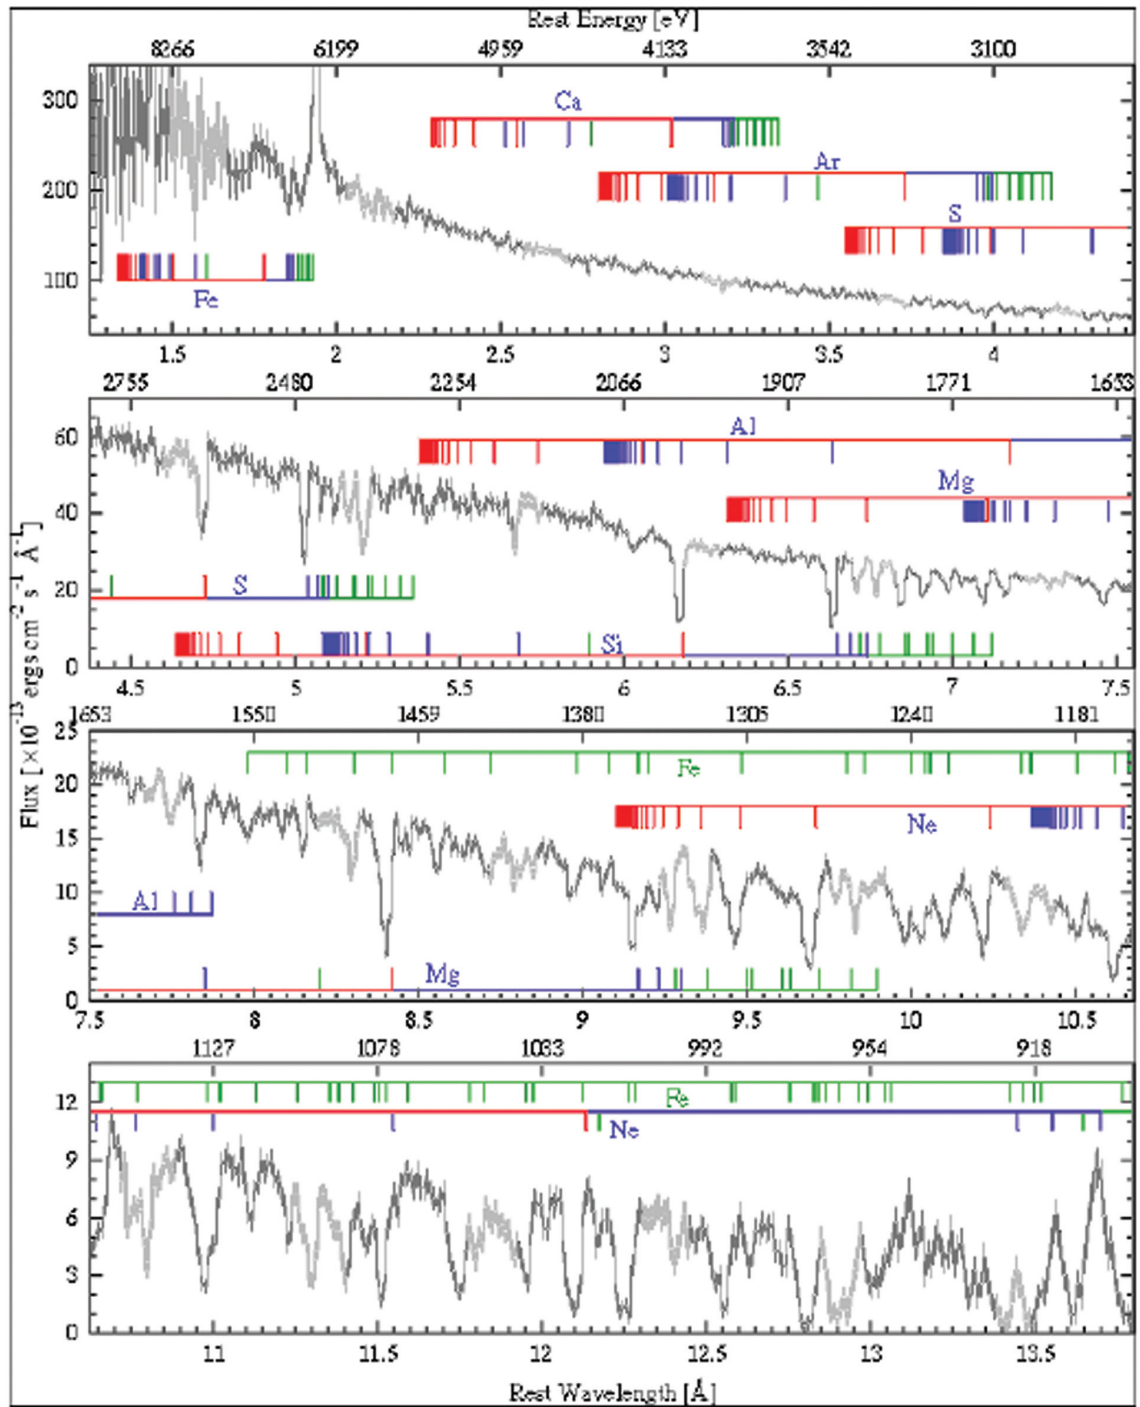 Rest Energy [eV]
8266 6199 4959 4133 3542 3100
300
200
100
Ca
Ar
S
Fe
1.5 2 2.5 3 3.5 4
2755 2480 2254 2066 1907 1771 1653
60
40
20
0
Al
Mg
S
Si
4.5 5 5.5 6 6.5 7 7.5
1653 1550 1459 1380 1305 1240 1181
25
20
15
10
5
0
Fe
Ne
Al
Mg
7.5 8 8.5 9 9.5 10 10.5
1127 1078 1033 992 954 918
12
9
6
3
0
Fe
Ne
11 11.5 12 12.5 13 13.5
Rest Wavelength [Å]
Flux [×10⁻¹³ ergs cm⁻² s⁻¹ Å⁻¹]